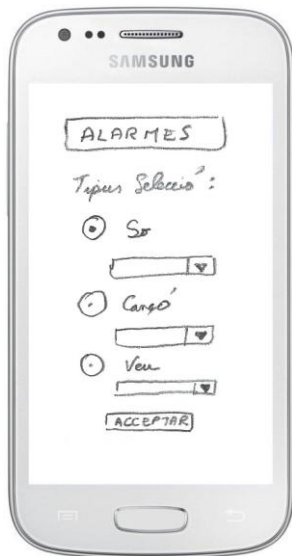 SAMSUNG
ALARMES
Tipus Selecció:
So
Cançó
Veu
ACCEPTAR